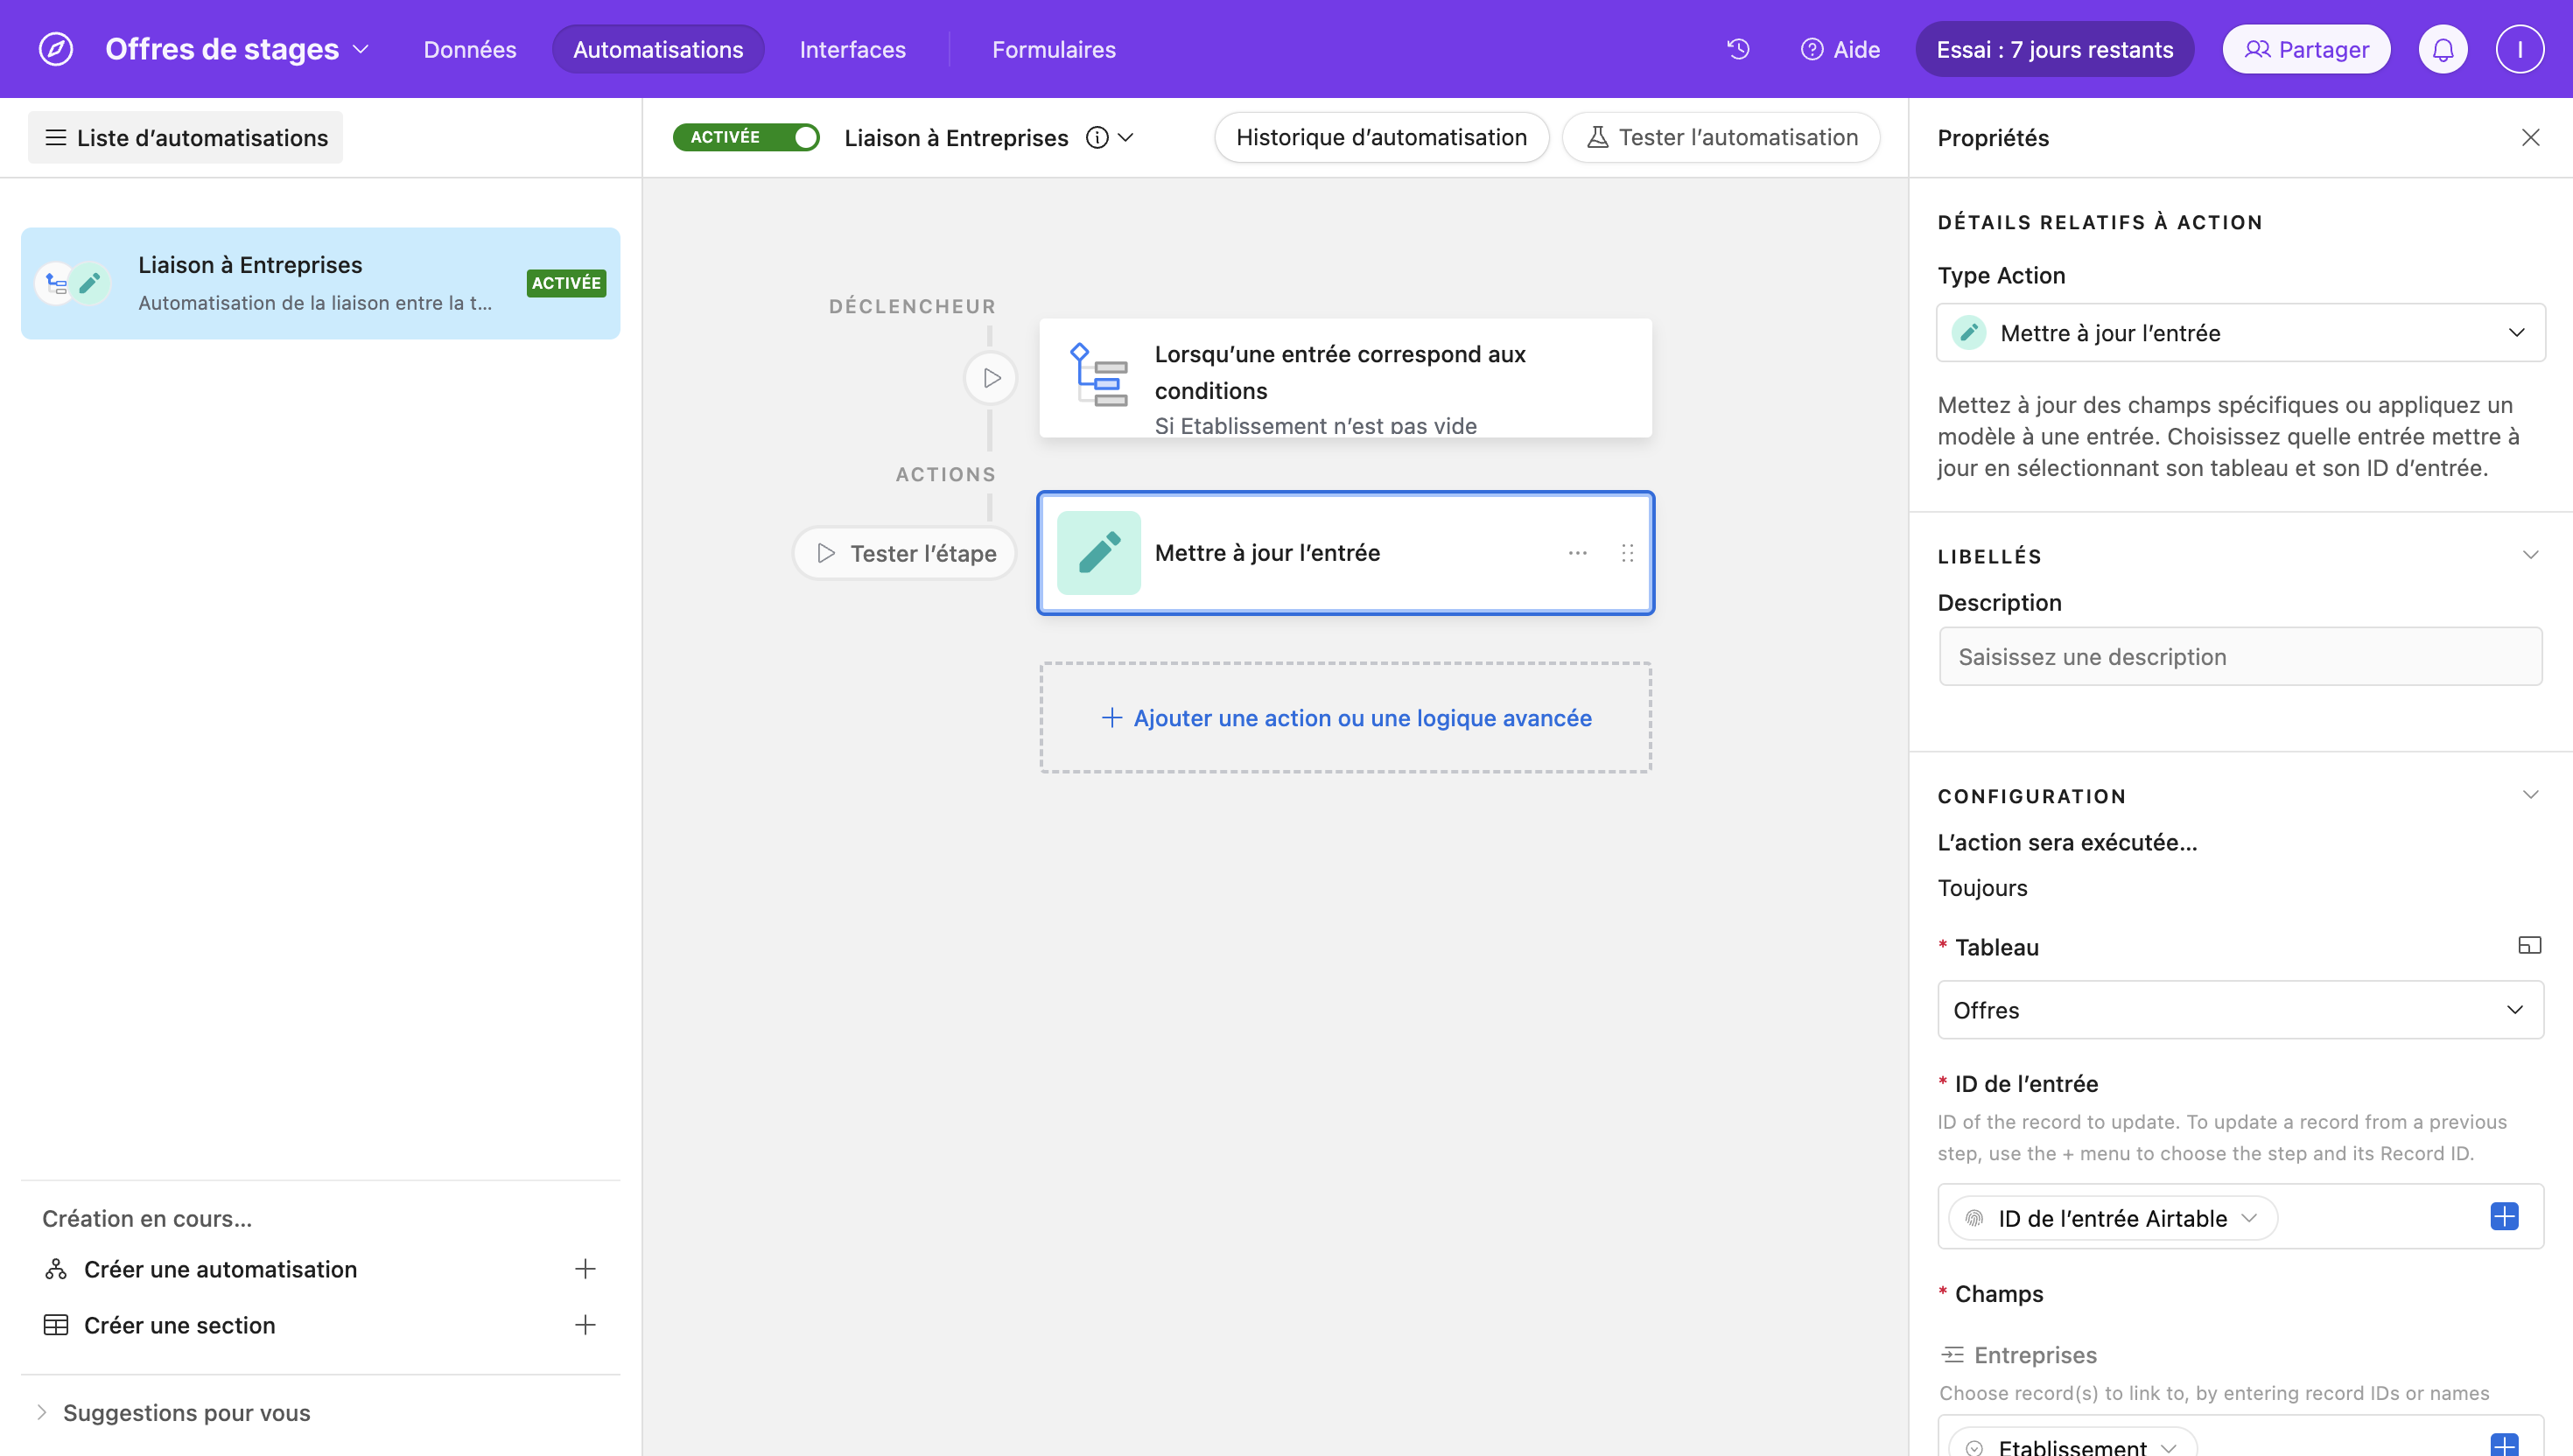 Offres de stages
Données
Automatisations
Interfaces
Formulaires
Aide
Essai : 7 jours restants
Partager
I
Liste d’automatisations
ACTIVÉE
Liaison à Entreprises
Historique d’automatisation
Tester l’automatisation
Propriétés
Liaison à Entreprises
Automatisation de la liaison entre la t...
ACTIVÉE
Création en cours...
Créer une automatisation
Créer une section
Suggestions pour vous
DÉCLENCHEUR
Lorsqu’une entrée correspond aux
conditions
Si Etablissement n’est pas vide
ACTIONS
Tester l’étape
Mettre à jour l’entrée
Ajouter une action ou une logique avancée
DÉTAILS RELATIFS À ACTION
Type Action
Mettre à jour l’entrée
Mettez à jour des champs spécifiques ou appliquez un
modèle à une entrée. Choisissez quelle entrée mettre à
jour en sélectionnant son tableau et son ID d’entrée.
LIBELLÉS
Description
Saisissez une description
CONFIGURATION
L’action sera exécutée...
Toujours
* Tableau
Offres
* ID de l’entrée
ID of the record to update. To update a record from a previous
step, use the + menu to choose the step and its Record ID.
ID de l’entrée Airtable
* Champs
Entreprises
Choose record(s) to link to, by entering record IDs or names
Etablissement